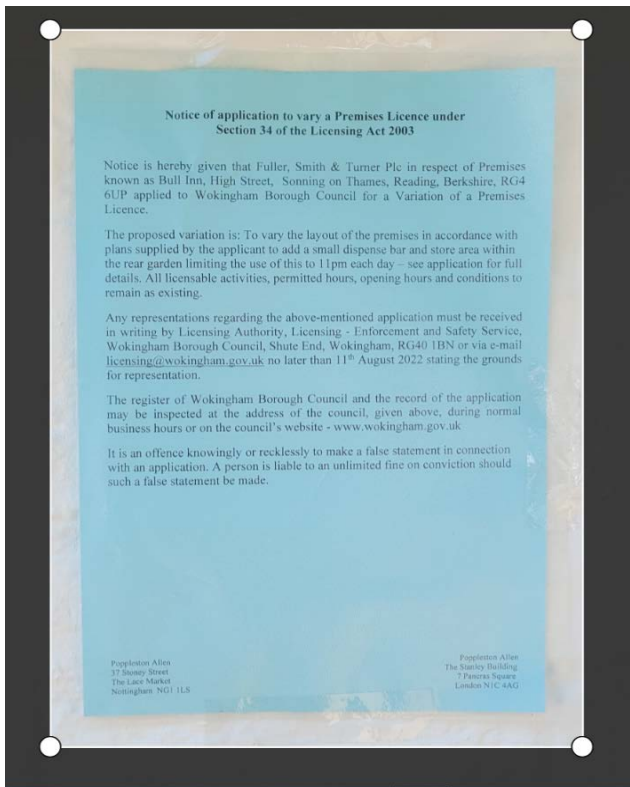 Notice of application to vary a Premises Licence under
Section 34 of the Licensing Act 2003
Notice is hereby given that Fuller, Smith & Turner Plc in respect of Premises
known as Bull Inn, High Street, Sonning on Thames, Reading, Berkshire, RG4
6UP applied to Wokingham Borough Council for a Variation of a Premises
Licence.
The proposed variation is: To vary the layout of the premises in accordance with
plans supplied by the applicant to add a small dispense bar and store area within
the rear garden limiting the use of this to 11pm each day – see application for full
details. All licensable activities, permitted hours, opening hours and conditions to
remain as existing.
Any representations regarding the above-mentioned application must be received
in writing by Licensing Authority, Licensing - Enforcement and Safety Service,
Wokingham Borough Council, Shute End, Wokingham, RG40 1BN or via e-mail
licensing@wokingham.gov.uk no later than 11th August 2022 stating the grounds
for representation.
The register of Wokingham Borough Council and the record of the application
may be inspected at the address of the council, given above, during normal
business hours or on the council's website - www.wokingham.gov.uk
It is an offence knowingly or recklessly to make a false statement in connection
with an application. A person is liable to an unlimited fine on conviction should
such a false statement be made.
Poppleston Allen
37 Stoney Street
The Lace Market
Nottingham NG1 1LS
Poppleston Allen
The Stanley Building
7 Pancras Square
London N1C 4AG